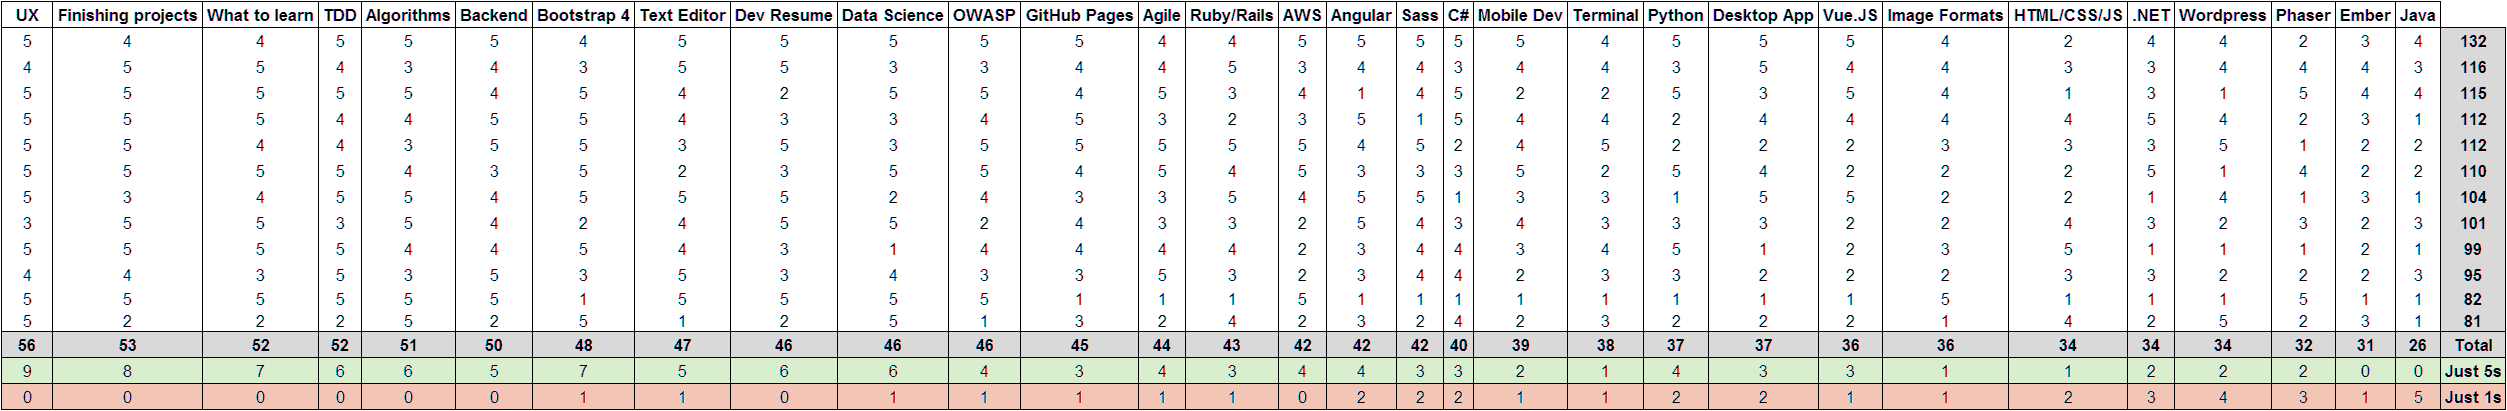 UX Finishing projects What to learn TDD Algorithms Backend Bootstrap 4 Text Editor Dev Resume Data Science OWASP GitHub Pages Agile Ruby/Rails AWS Angular Sass C# Mobile Dev Terminal Python Desktop App Vue.JS Image Formats HTML/CSS/JS .NET Wordpress Phaser Ember Java
5 4 4 5 5 5 4 5 5 5 5 5 4 4 5 5 5 5 5 4 5 5 5 4 2 4 4 2 3 4 132
4 5 5 4 3 4 3 5 5 3 3 4 4 5 3 4 4 3 4 4 3 5 4 4 3 3 4 4 4 3 116
5 5 5 5 5 4 5 4 2 5 5 4 5 3 4 1 4 5 2 2 5 3 5 4 1 3 1 5 4 4 115
5 5 5 4 4 5 5 4 3 3 4 5 3 2 3 5 1 5 4 4 2 4 4 4 4 5 4 2 3 1 112
5 5 4 4 3 5 5 3 5 3 5 5 5 5 5 4 5 2 4 5 2 2 2 3 3 3 5 1 2 2 112
5 5 5 5 4 3 5 2 3 5 5 4 5 4 5 3 3 3 5 2 5 4 2 2 2 5 1 4 2 2 110
5 3 4 5 5 4 5 5 5 2 4 3 3 5 4 5 5 1 3 3 1 5 5 2 2 1 4 1 3 1 104
3 5 5 3 5 4 2 4 5 5 2 4 3 3 2 5 4 3 4 3 3 3 2 2 4 3 2 3 2 3 101
5 5 5 5 4 4 5 4 3 1 4 4 4 4 2 3 4 4 3 4 5 1 2 3 5 1 1 1 2 1 99
4 4 3 5 3 5 3 5 3 4 3 3 5 3 2 3 4 4 2 3 3 2 2 2 3 3 2 2 2 3 95
5 5 5 5 5 5 1 5 5 5 5 1 1 1 5 1 1 1 1 1 1 1 1 5 1 1 1 5 1 1 82
5 2 2 2 5 2 5 1 2 5 1 3 2 4 2 3 2 4 2 3 2 2 2 1 4 2 5 2 3 1 81
56 53 52 52 51 50 48 47 46 46 46 45 44 43 42 42 42 40 39 38 37 37 36 36 34 34 34 32 31 26 Total
9 8 7 6 6 5 7 5 6 6 4 3 4 3 4 4 3 3 2 1 4 3 3 1 1 2 2 2 0 0 Just 5s
0 0 0 0 0 0 1 1 0 1 1 1 1 1 0 2 2 2 1 1 2 2 1 1 2 3 4 3 1 5 Just 1s